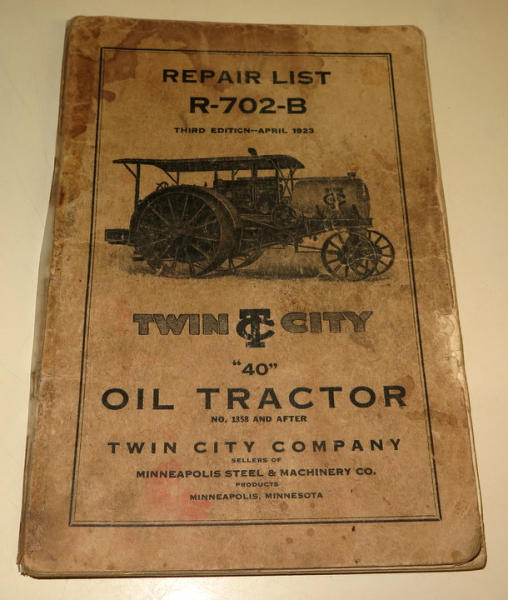 REPAIR LIST
R-702-B
THIRD EDITION—APRIL 1923
TC
TWIN TC CITY
"40"
OIL TRACTOR
NO. 1358 AND AFTER
TWIN CITY COMPANY
SELLERS OF
MINNEAPOLIS STEEL & MACHINERY CO.
PRODUCTS
MINNEAPOLIS, MINNESOTA